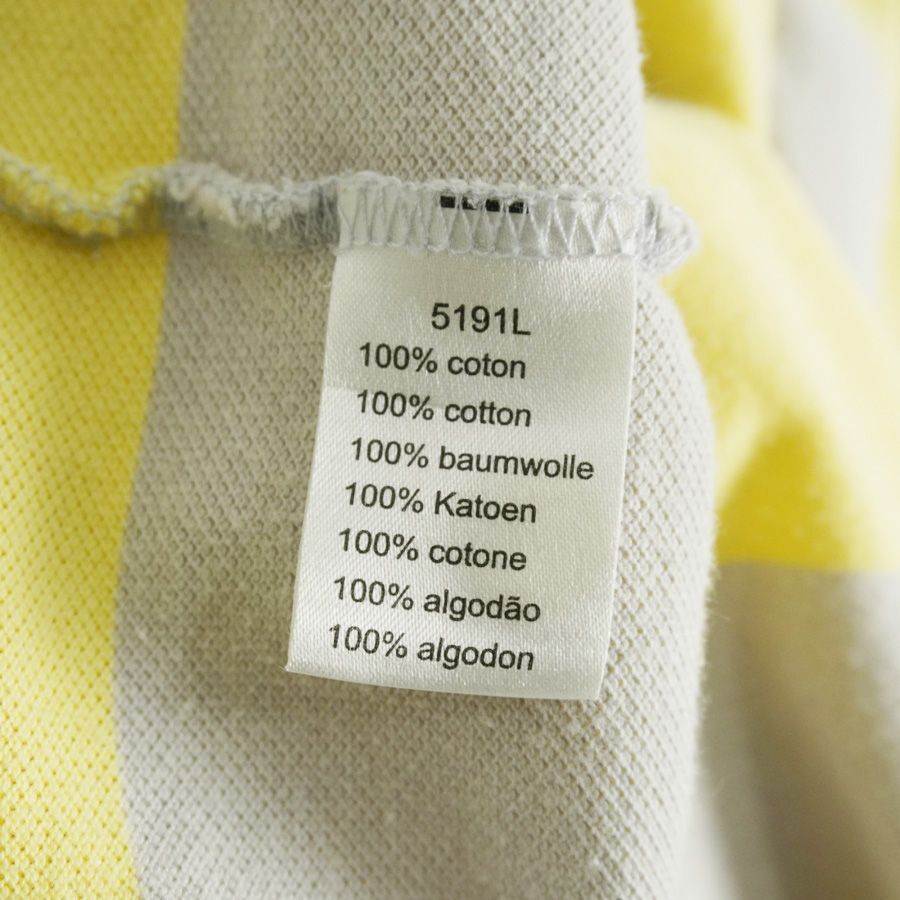 5191L
100% coton
100% cotton
100% baumwolle
100% Katoen
100% cotone
100% algodão
100% algodon